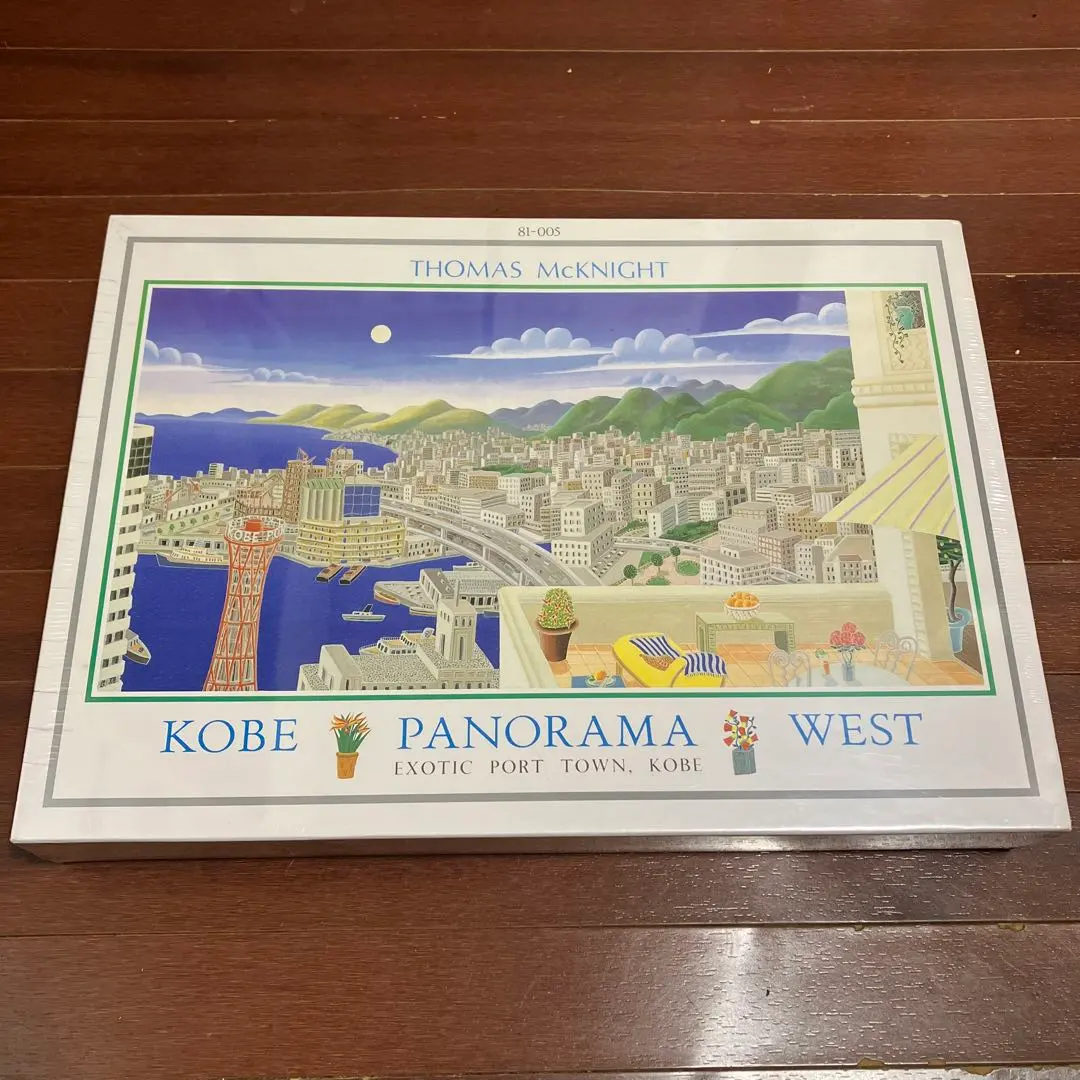 81-005
THOMAS McKNIGHT
KOBE PANORAMA WEST
EXOTIC PORT TOWN, KOBE